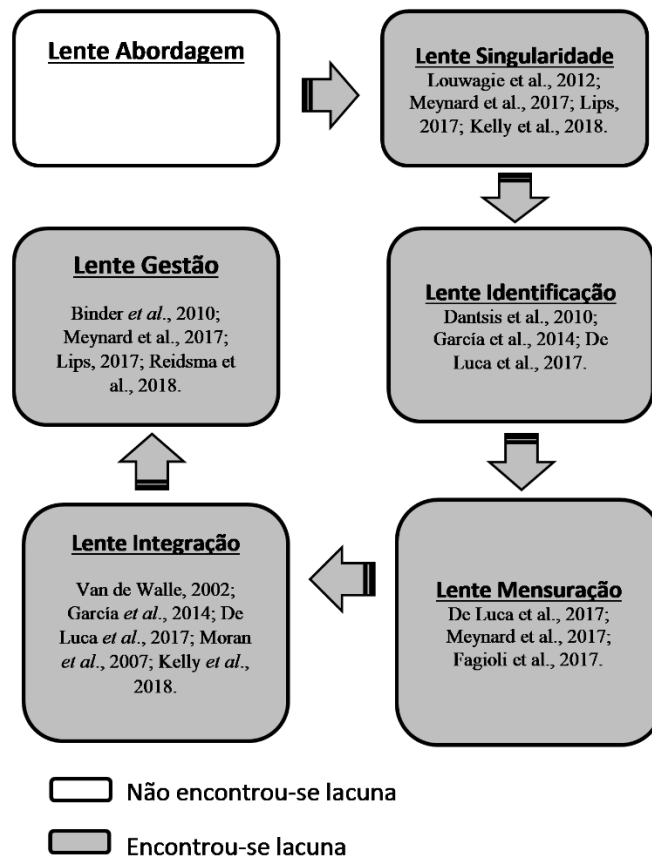 Lente Abordagem
Lente Singularidade
Louwagie et al., 2012;
Meynard et al., 2017; Lips,
2017; Kelly et al., 2018.
Lente Identificação
Dantsis et al., 2010;
García et al., 2014; De
Luca et al., 2017.
Lente Mensuração
De Luca et al., 2017;
Meynard et al., 2017;
Fagioli et al., 2017.
Lente Integração
Van de Walle, 2002;
García et al., 2014; De
Luca et al., 2017; Moran
et al., 2007; Kelly et al.,
2018.
Lente Gestão
Binder et al., 2010;
Meynard et al., 2017;
Lips, 2017; Reidsma et
al., 2018.
Não encontrou-se lacuna
Encontrou-se lacuna